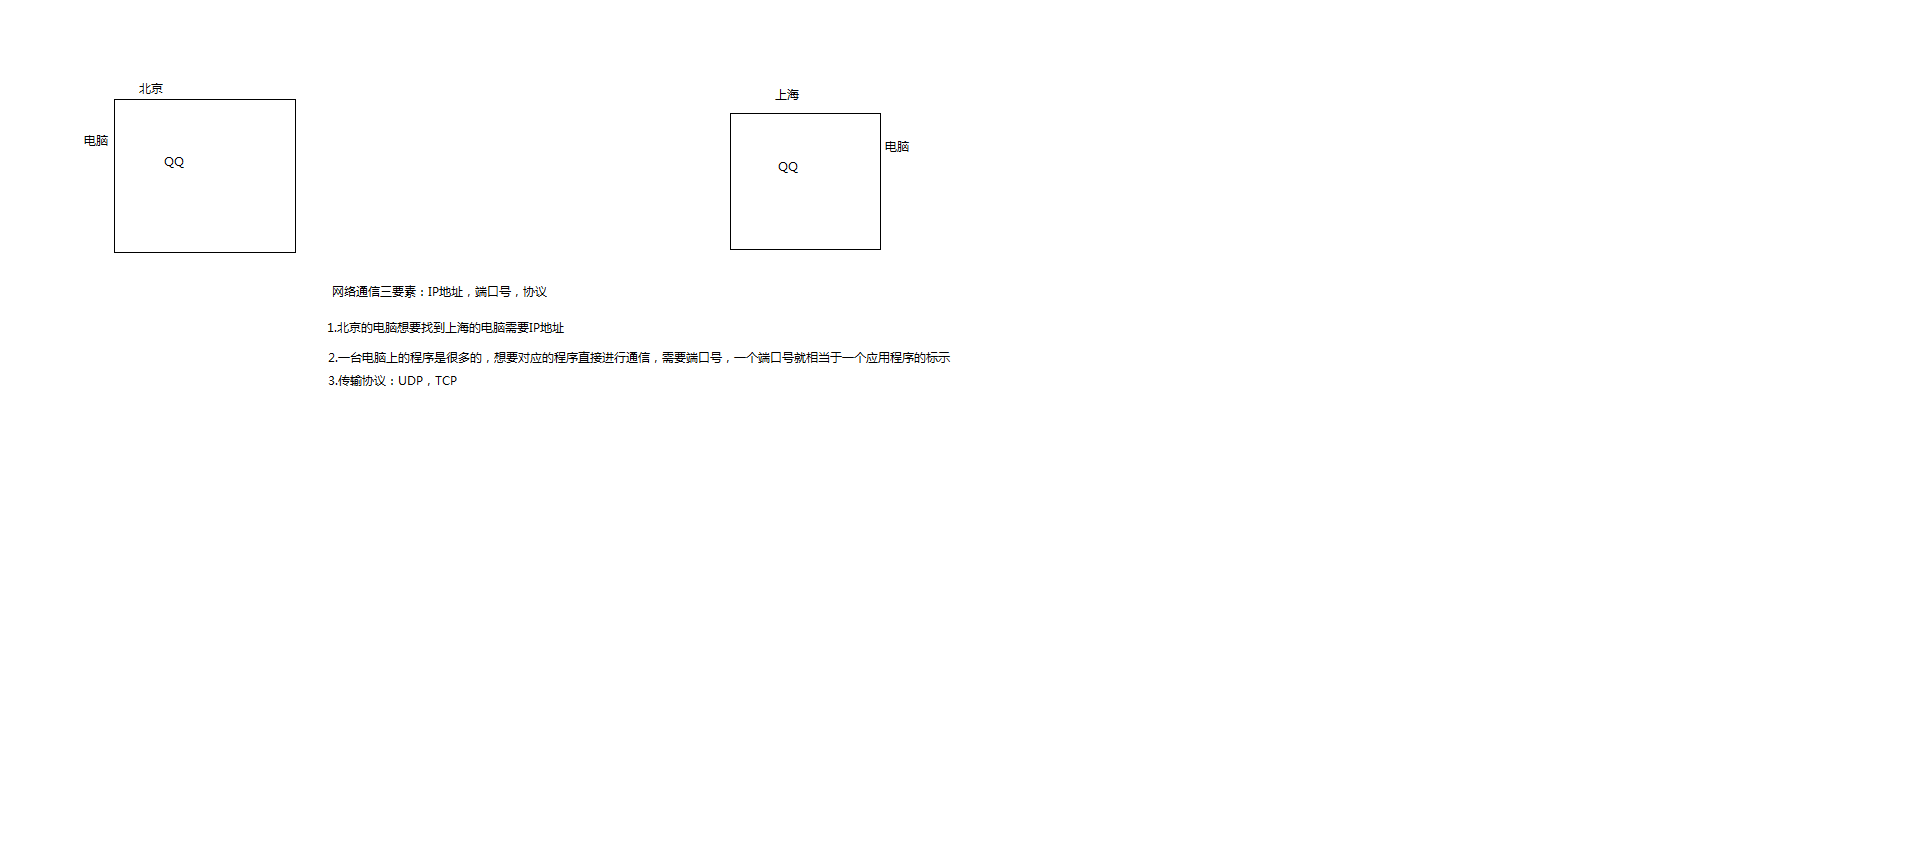 北京
上海
电脑
电脑
QQ
QQ
网络通信三要素：IP地址，端口号，协议
1.北京的电脑想要找到上海的电脑需要IP地址
2.一台电脑上的程序是很多的，想要对应的程序直接进行通信，需要端口号，一个端口号就相当于一个应用程序的标示
3.传输协议：UDP，TCP